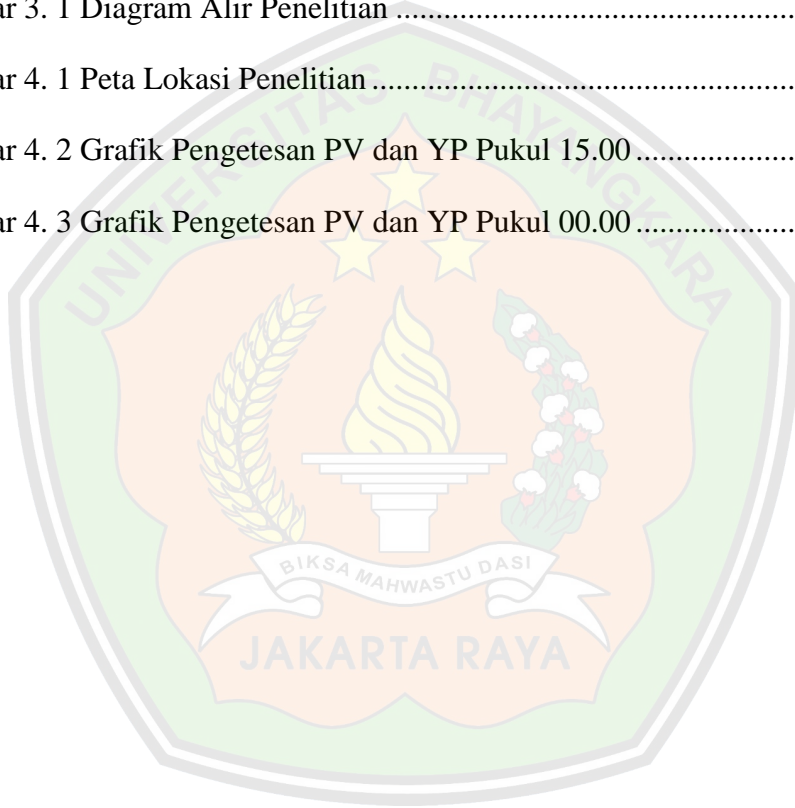 ar 3. 1 Diagram Alir Penelitian ..................................................
ar 4. 1 Peta Lokasi Penelitian .....................................................
ar 4. 2 Grafik Pengetesan PV dan YP Pukul 15.00 ....................
ar 4. 3 Grafik Pengetesan PV dan YP Pukul 00.00 ....................
UNIVERSITAS BHAYANGKARA
BIKSA MAHWASTU DASI
JAKARTA RAYA